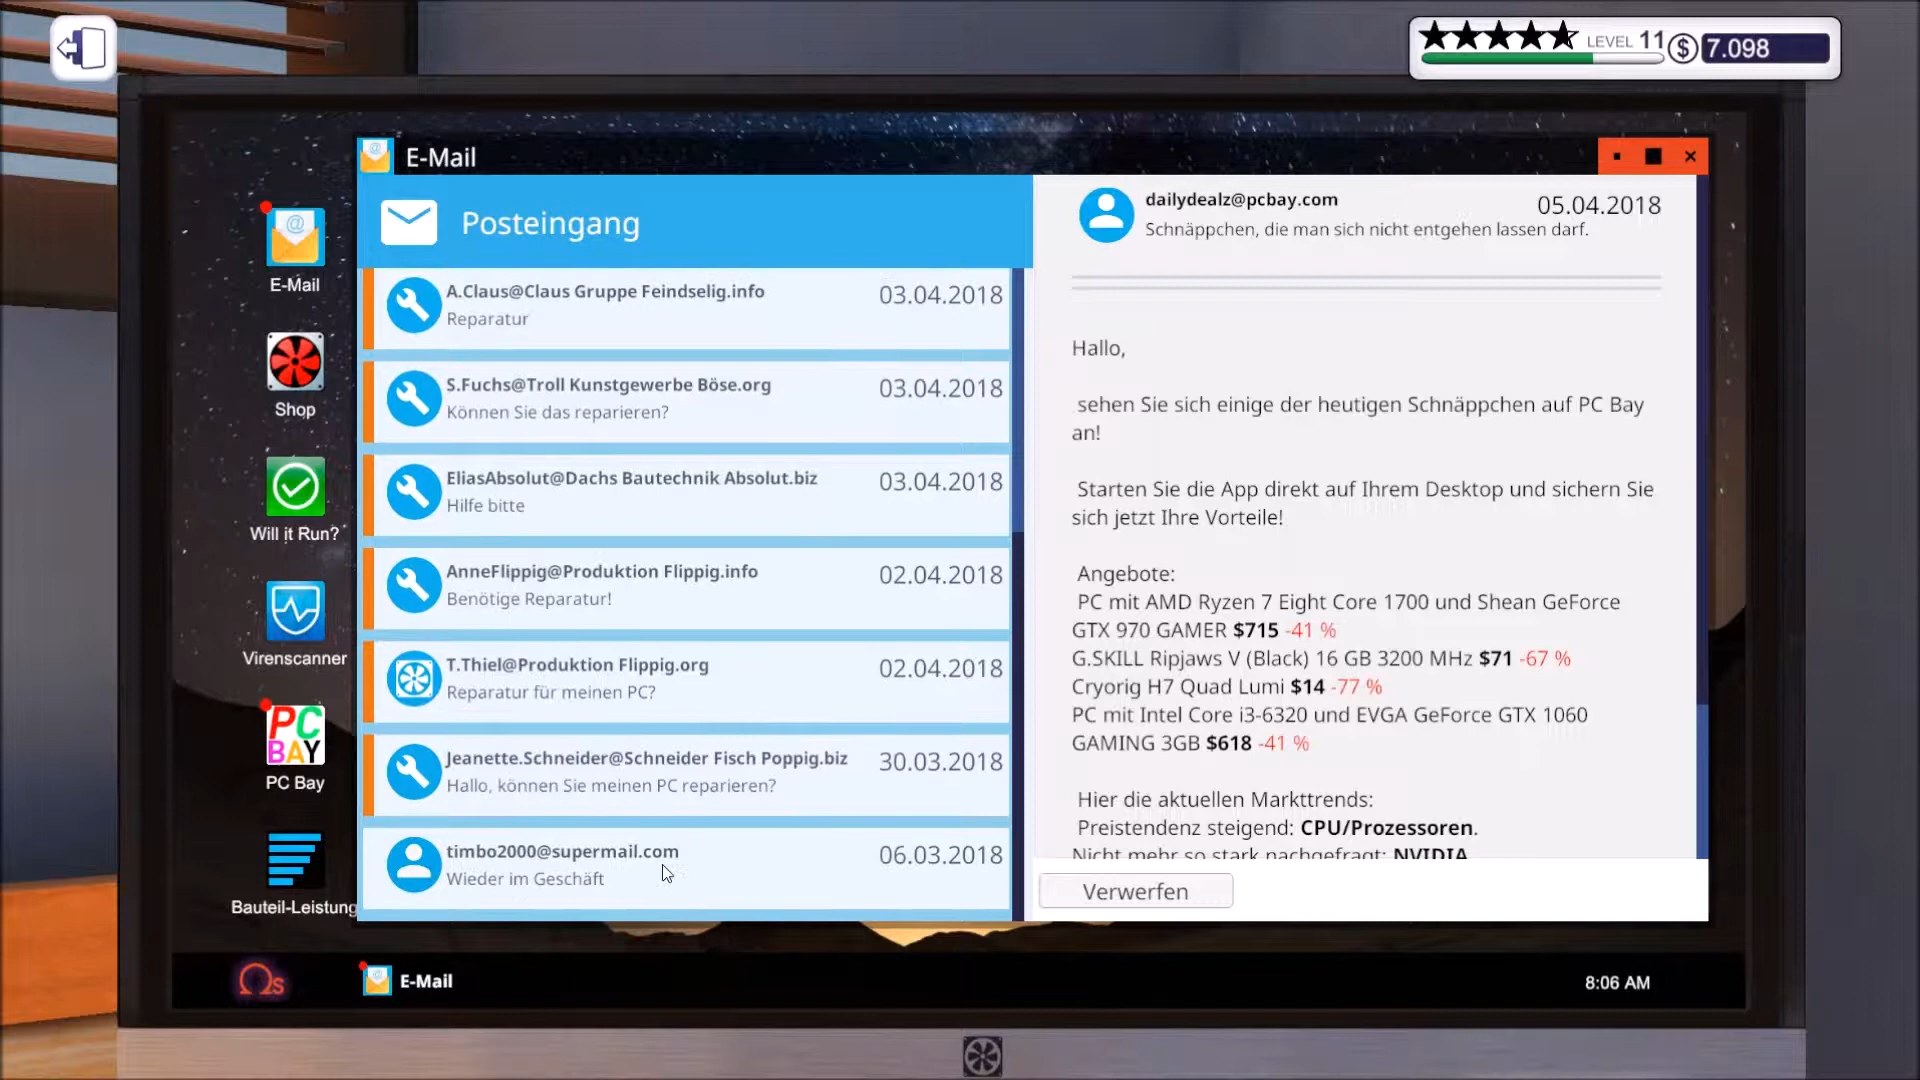 LEVEL 11
$ 7.098
E-Mail
Posteingang
A.Claus@Claus Gruppe Feindselig.info
03.04.2018
Reparatur
S.Fuchs@Troll Kunstgewerbe Böse.org
03.04.2018
Können Sie das reparieren?
EliasAbsolut@Dachs Bautechnik Absolut.biz
03.04.2018
Hilfe bitte
AnneFlippig@Produktion Flippig.info
02.04.2018
Benötige Reparatur!
T.Thiel@Produktion Flippig.org
02.04.2018
Reparatur für meinen PC?
Jeanette.Schneider@Schneider Fisch Poppig.biz
30.03.2018
Hallo, können Sie meinen PC reparieren?
timbo2000@supermail.com
06.03.2018
Wieder im Geschäft
dailydealz@pcbay.com
05.04.2018
Schnäppchen, die man sich nicht entgehen lassen darf.
Hallo,
sehen Sie sich einige der heutigen Schnäppchen auf PC Bay
an!
Starten Sie die App direkt auf Ihrem Desktop und sichern Sie
sich jetzt Ihre Vorteile!
Angebote:
PC mit AMD Ryzen 7 Eight Core 1700 und Shean GeForce
GTX 970 GAMER $715 -41 %
G.SKILL Ripjaws V (Black) 16 GB 3200 MHz $71 -67 %
Cryorig H7 Quad Lumi $14 -77 %
PC mit Intel Core i3-6320 und EVGA GeForce GTX 1060
GAMING 3GB $618 -41 %
Hier die aktuellen Markttrends:
Preistendenz steigend: CPU/Prozessoren.
Nicht mehr so stark nachgefragt: NVIDIA
Verwerfen
E-Mail
Shop
Will it Run?
Virenscanner
PC
BAY
PC Bay
Bauteil-Leistung
Ωs
E-Mail
8:06 AM